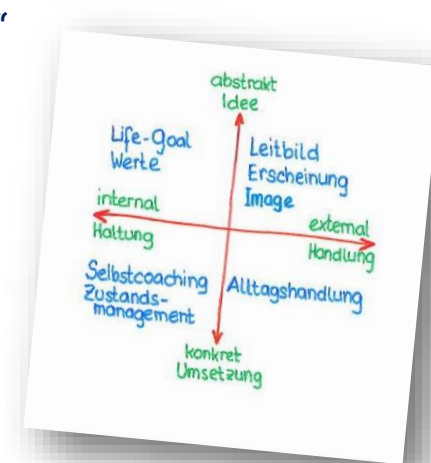 “
abstrakt
Idee
Life-Goal
Werte
Leitbild
Erscheinung
Image
internal
Haltung
external
Handlung
Selbstcoaching
Zustands-
management
Alltagshandlung
konkret
Umsetzung